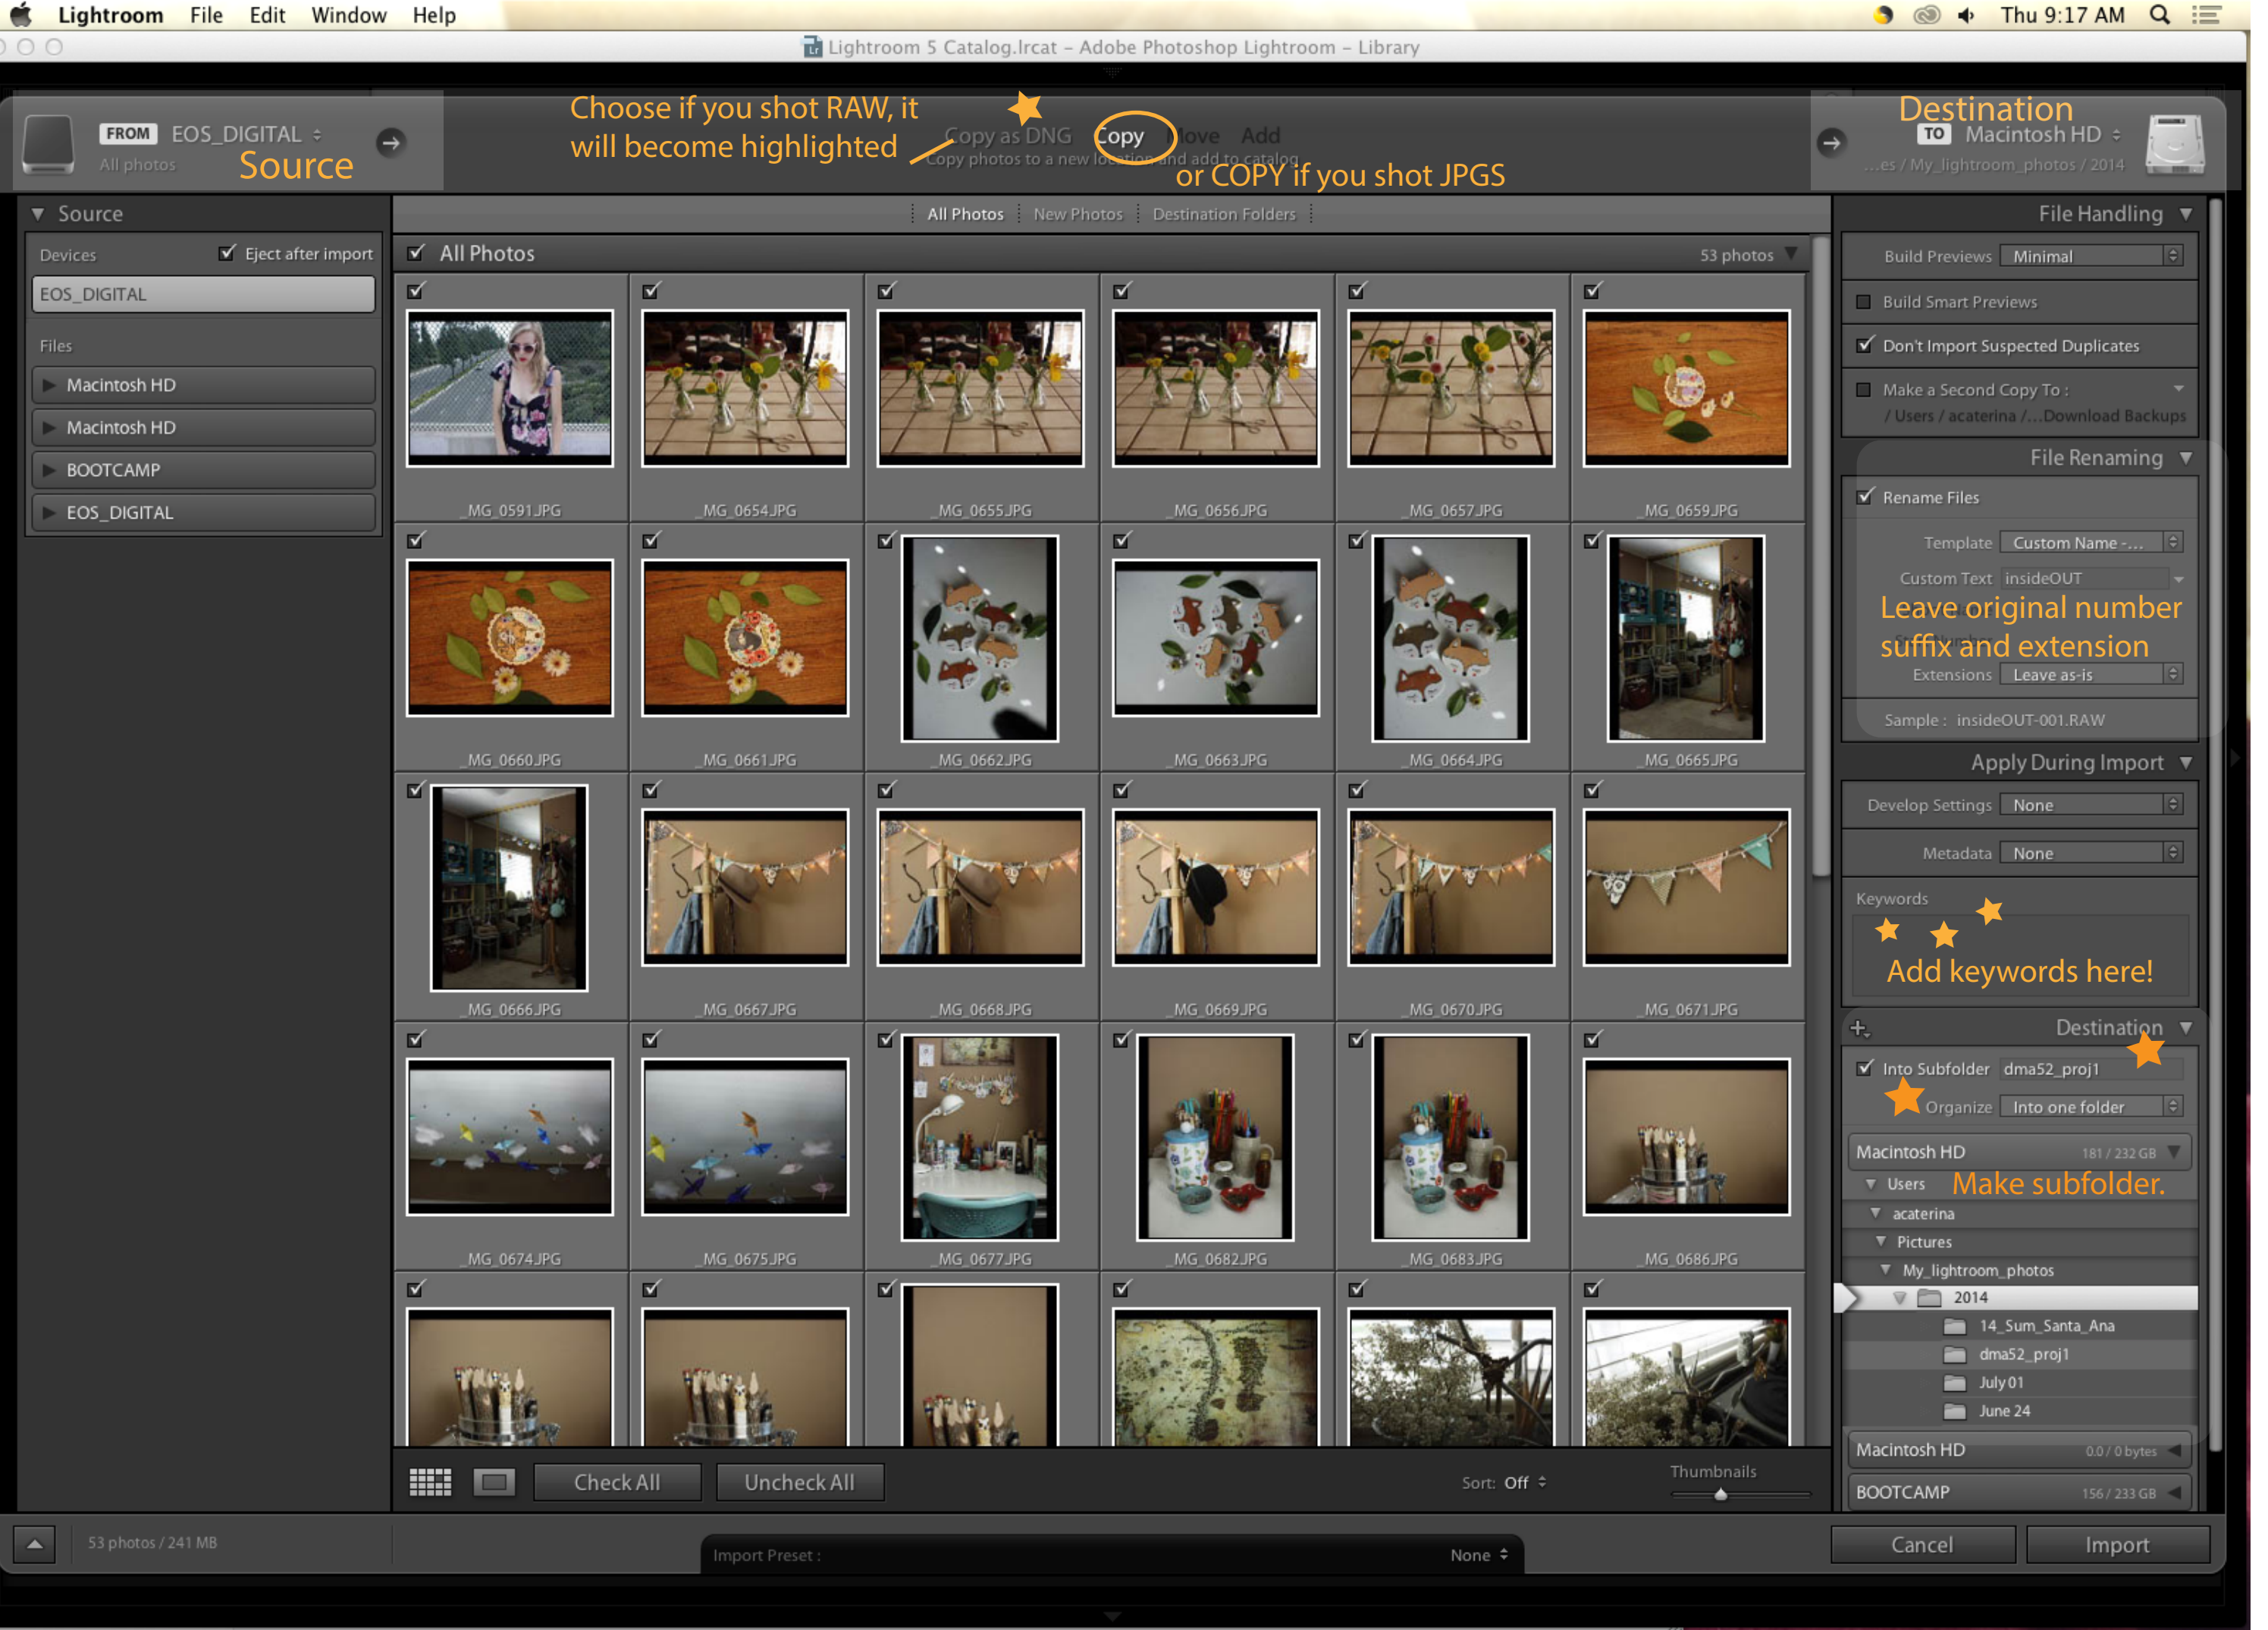 Lightroom File Edit Window Help
Thu 9:17 AM
Lightroom 5 Catalog.lrcat – Adobe Photoshop Lightroom – Library
Choose if you shot RAW, it
will become highlighted
FROM EOS_DIGITAL
All photos
Source
Copy as DNG Copy Move Add
Copy photos to a new location and add to catalog
or COPY if you shot JPGS
Destination
TO Macintosh HD
...es / My_lightroom_photos / 2014
Source
Devices Eject after import
EOS_DIGITAL
Files
Macintosh HD
Macintosh HD
BOOTCAMP
EOS_DIGITAL
All Photos New Photos Destination Folders
All Photos 53 photos
_MG_0591.JPG _MG_0654.JPG _MG_0655.JPG _MG_0656.JPG _MG_0657.JPG _MG_0659.JPG
_MG_0660.JPG _MG_0661.JPG _MG_0662.JPG _MG_0663.JPG _MG_0664.JPG _MG_0665.JPG
_MG_0666.JPG _MG_0667.JPG _MG_0668.JPG _MG_0669.JPG _MG_0670.JPG _MG_0671.JPG
_MG_0674.JPG _MG_0675.JPG _MG_0677.JPG _MG_0682.JPG _MG_0683.JPG _MG_0686.JPG
Check All Uncheck All
Sort: Off
Thumbnails
File Handling
Build Previews Minimal
Build Smart Previews
Don't Import Suspected Duplicates
Make a Second Copy To :
/ Users / acaterina /...Download Backups
File Renaming
Rename Files
Template Custom Name -...
Custom Text insideOUT
Leave original number
suffix and extension
Extensions Leave as-is
Sample : insideOUT-001.RAW
Apply During Import
Develop Settings None
Metadata None
Keywords
Add keywords here!
Destination
Into Subfolder dma52_proj1
Organize Into one folder
Macintosh HD 181 / 232 GB
Users
Make subfolder.
acaterina
Pictures
My_lightroom_photos
2014
14_Sum_Santa_Ana
dma52_proj1
July 01
June 24
Macintosh HD 0.0 / 0 bytes
BOOTCAMP 156 / 233 GB
53 photos / 241 MB
Import Preset : None
Cancel Import